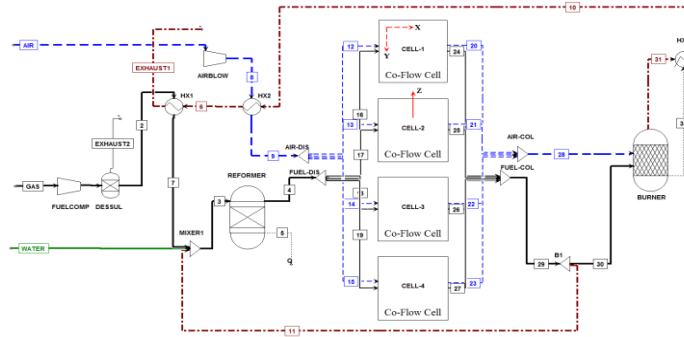 10
X
AIR
12
CELL-1
20
Y
24
31
HX
EXHAUST1
AIRBLOW
8
Co-Flow Cell
HX1
HX2
Z
6
16
2
13
CELL-2
21
25
AIR-DIS
AIR-COL
EXHAUST2
9
17
Co-Flow Cell
28
REFORMER
FUEL-DIS
FUEL-COL
GAS
4
BURNER
FUELCOMP
DESSUL
7
14
CELL-3
22
3
26
MIXER1
5
19
Co-Flow Cell
WATER
B1
Q
29
30
15
CELL-4
23
27
11
Co-Flow Cell